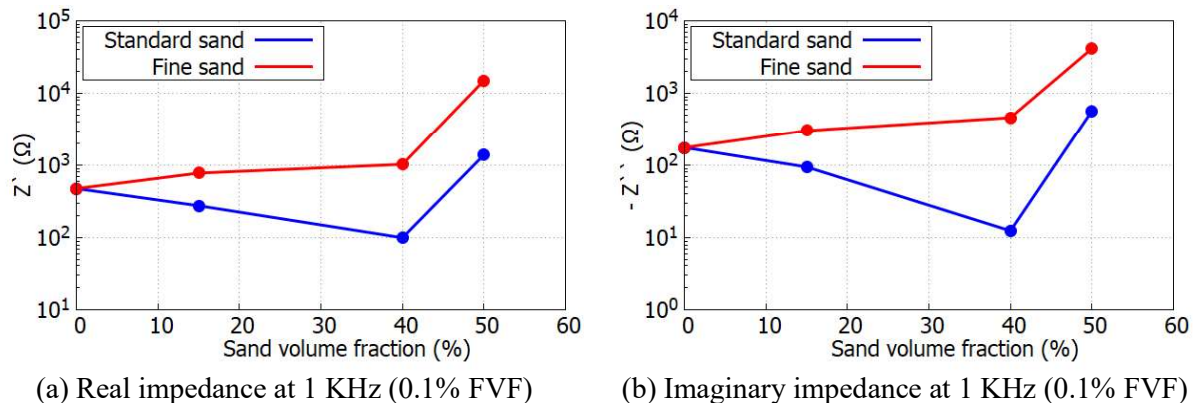 10⁵
10⁴
10³
10²
10¹
Z` (Ω)
Standard sand
Fine sand
0 10 20 30 40 50 60
Sand volume fraction (%)
(a) Real impedance at 1 KHz (0.1% FVF)
10⁴
10³
10²
10¹
10⁰
- Z` (Ω)
Standard sand
Fine sand
0 10 20 30 40 50 60
Sand volume fraction (%)
(b) Imaginary impedance at 1 KHz (0.1% FVF)